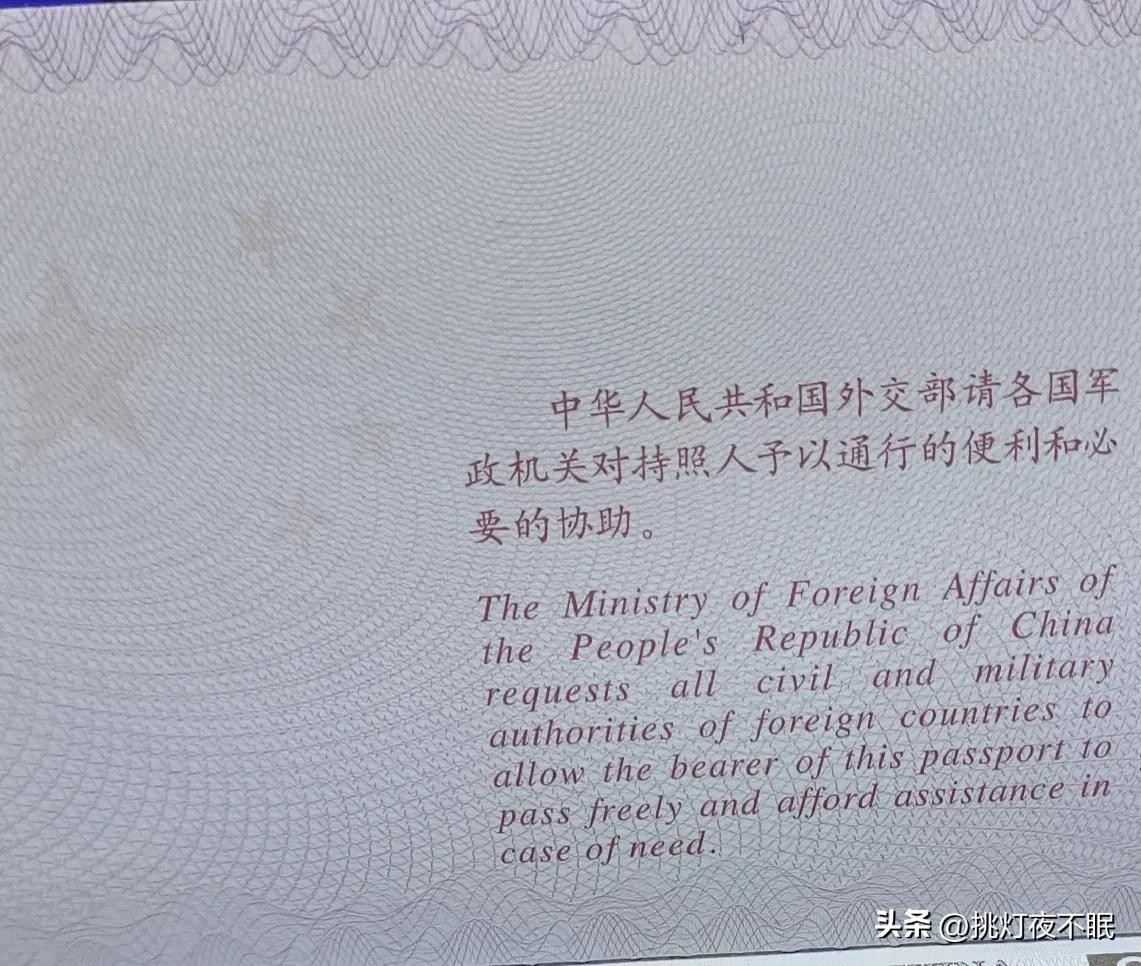 中华人民共和国外交部请各国军
政机关对持照人予以通行的便利和必
要的协助。
The Ministry of Foreign Affairs of
the People's Republic of China
requests all civil and military
authorities of foreign countries to
allow the bearer of this passport to
pass freely and afford assistance in
case of need.
头条 @挑灯夜不眠